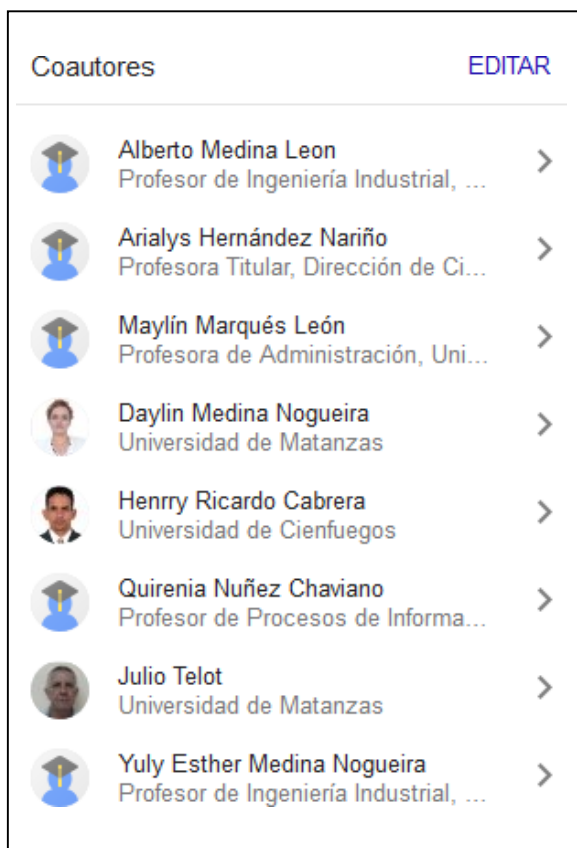 Coautores EDITAR
Alberto Medina Leon
Profesor de Ingeniería Industrial, ...
Arialys Hernández Nariño
Profesora Titular, Dirección de Ci...
Maylín Marqués León
Profesora de Administración, Uni...
Daylin Medina Nogueira
Universidad de Matanzas
Henrry Ricardo Cabrera
Universidad de Cienfuegos
Quirenia Nuñez Chaviano
Profesor de Procesos de Informa...
Julio Telot
Universidad de Matanzas
Yuly Esther Medina Nogueira
Profesor de Ingeniería Industrial, ...